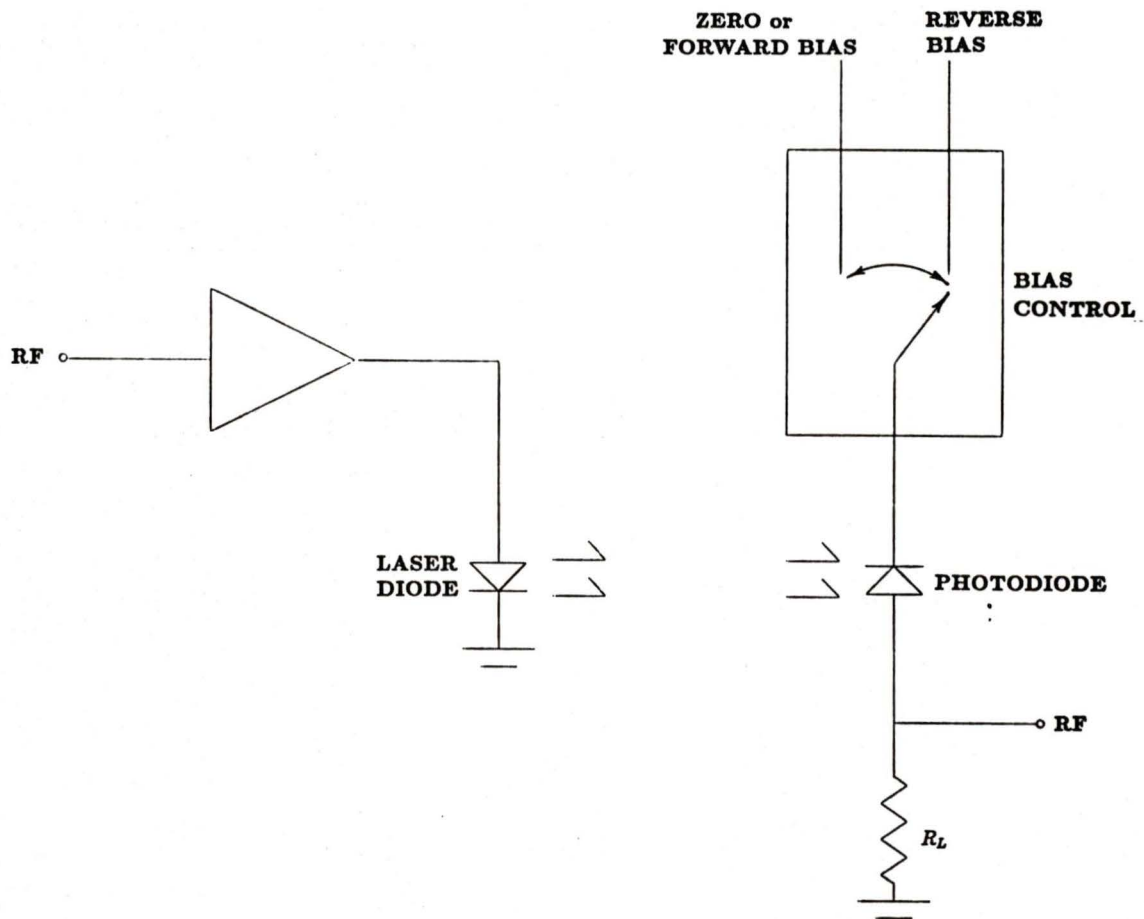 ZERO or
FORWARD BIAS
REVERSE
BIAS
BIAS
CONTROL
RF
LASER
DIODE
PHOTODIODE
RF
R_L